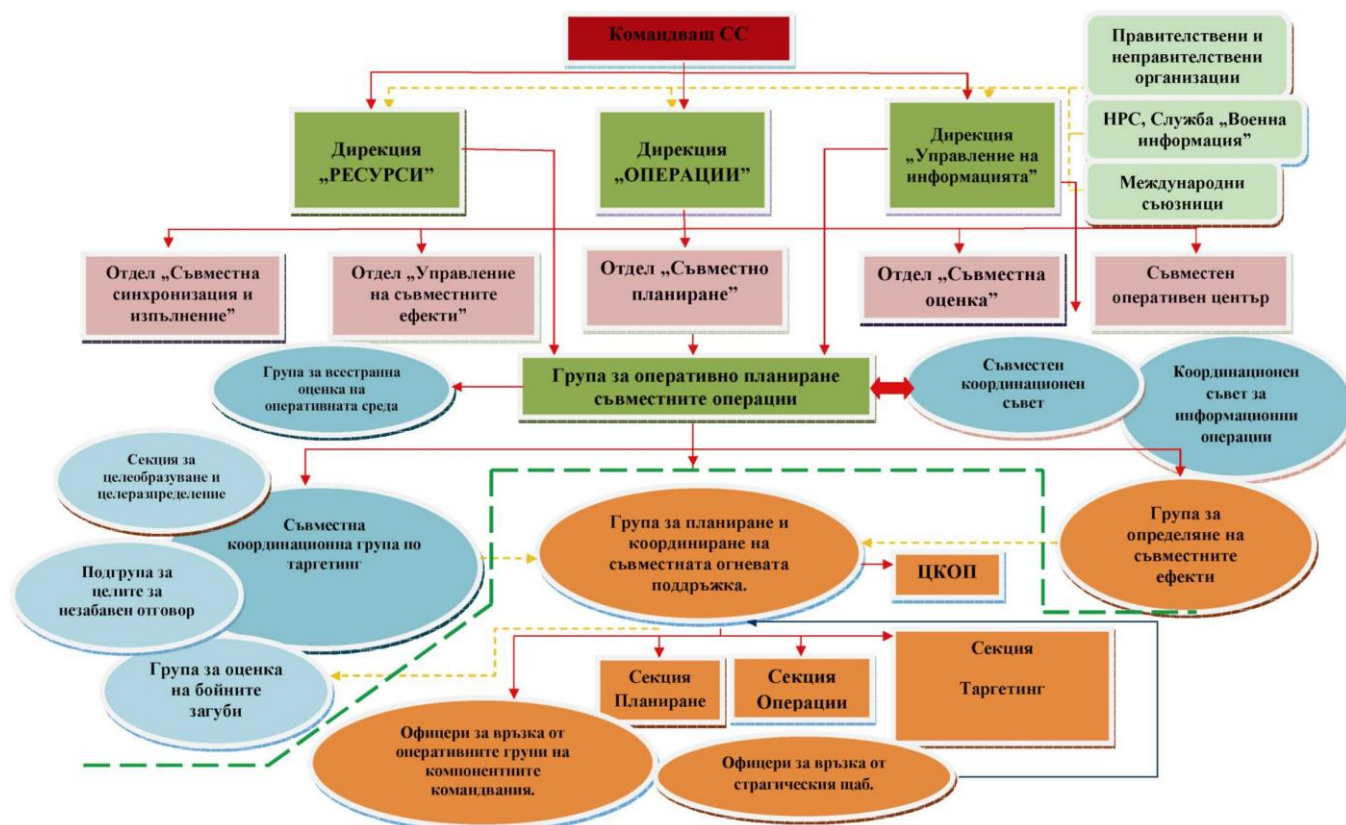 Командващ СС
Правителствени и
неправителствени
организации
НРС, Служба „Военна
информация”
Международни
съюзници
Дирекция
„РЕСУРСИ”
Дирекция
„ОПЕРАЦИИ”
Дирекция
„Управление на
информацията”
Отдел „Съвместна
синхронизация и
изпълнение”
Отдел „Управление
на съвместните
ефекти”
Отдел „Съвместно
планиране”
Отдел „Съвместна
оценка”
Съвместен
оперативен център
Група за всестранна
оценка на
оперативната среда
Група за оперативно планиране
съвместните операции
Съвместен
координационен
съвет
Координационен
съвет за
информационни
операции
Секция за
целеобразуване и
целеразпределение
Съвместна
координационна група по
таргетинг
Подгрупа за
целите за
незабавен отговор
Група за оценка
на бойните
загуби
Група за планиране и
координиране на
съвместната огневата
поддръжка.
ЦКОП
Група за
определяне на
съвместните
ефекти
Секция
Планиране
Секция
Операции
Секция
Таргетинг
Офицери за връзка от
оперативните групи на
компонентните
командвания.
Офицери за връзка от
страгическия щаб.